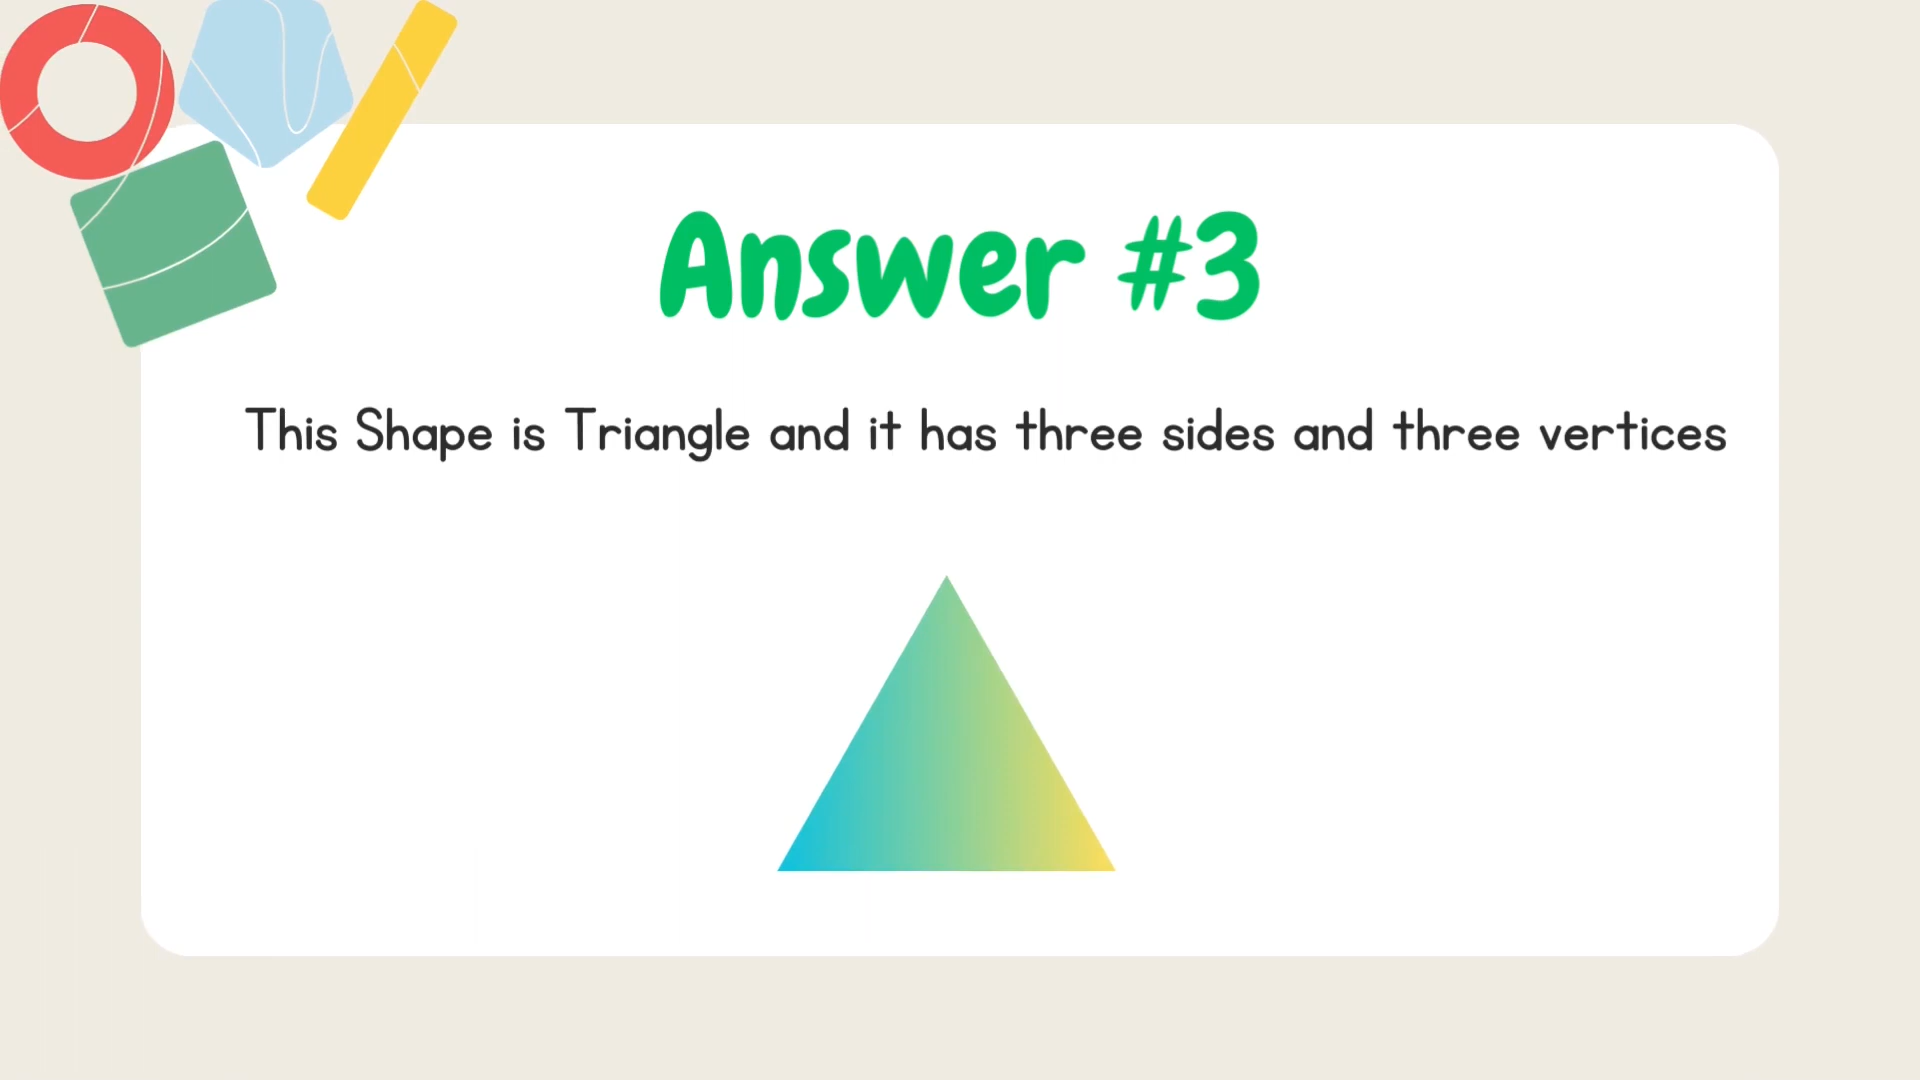 Answer #3
This Shape is Triangle and it has three sides and three vertices